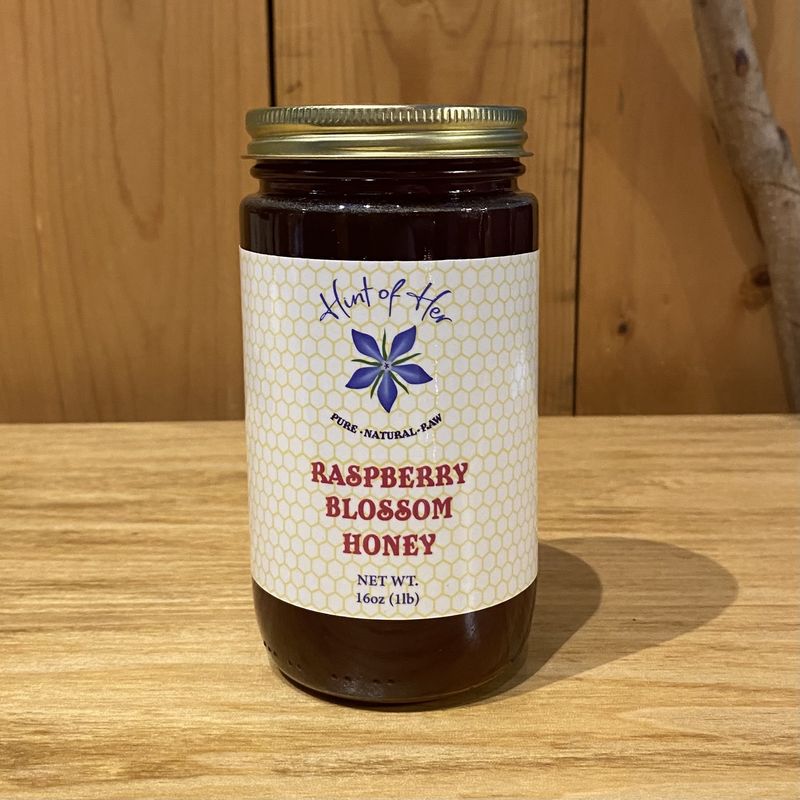 Hint of Her
PURE · NATURAL · RAW
RASPBERRY
BLOSSOM
HONEY
NET WT.
16oz (1lb)